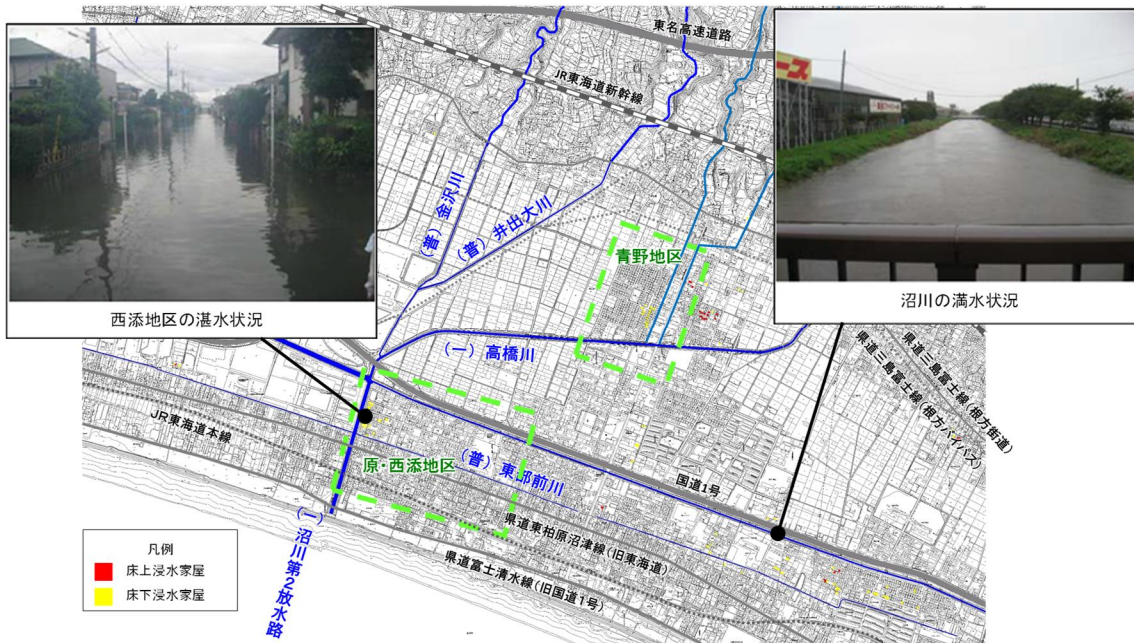 東名高速道路
JR東海道新幹線
(普)金沢川
(普)井出大川
青野地区
西添地区の湛水状況
ース
沼川の満水状況
(一)高橋川
県道三島富士線(根方街道)
県道三島富士線(根方バイパス)
JR東海道本線
原・西添地区
(普)東部前川
国道1号
県道東柏原沼津線(旧東海道)
県道富士清水線(旧国道1号)
(一)沼川第2放水路
凡例
床上浸水家屋
床下浸水家屋